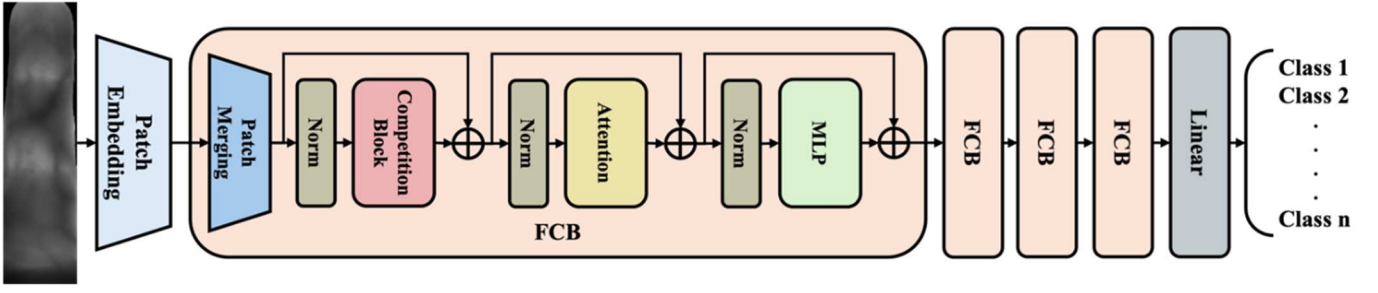 Patch
Embedding
Patch
Merging
Norm
Competition
Block
Norm
Attention
Norm
MLP
FCB
FCB
FCB
FCB
Linear
Class 1
Class 2
.
.
.
.
Class n